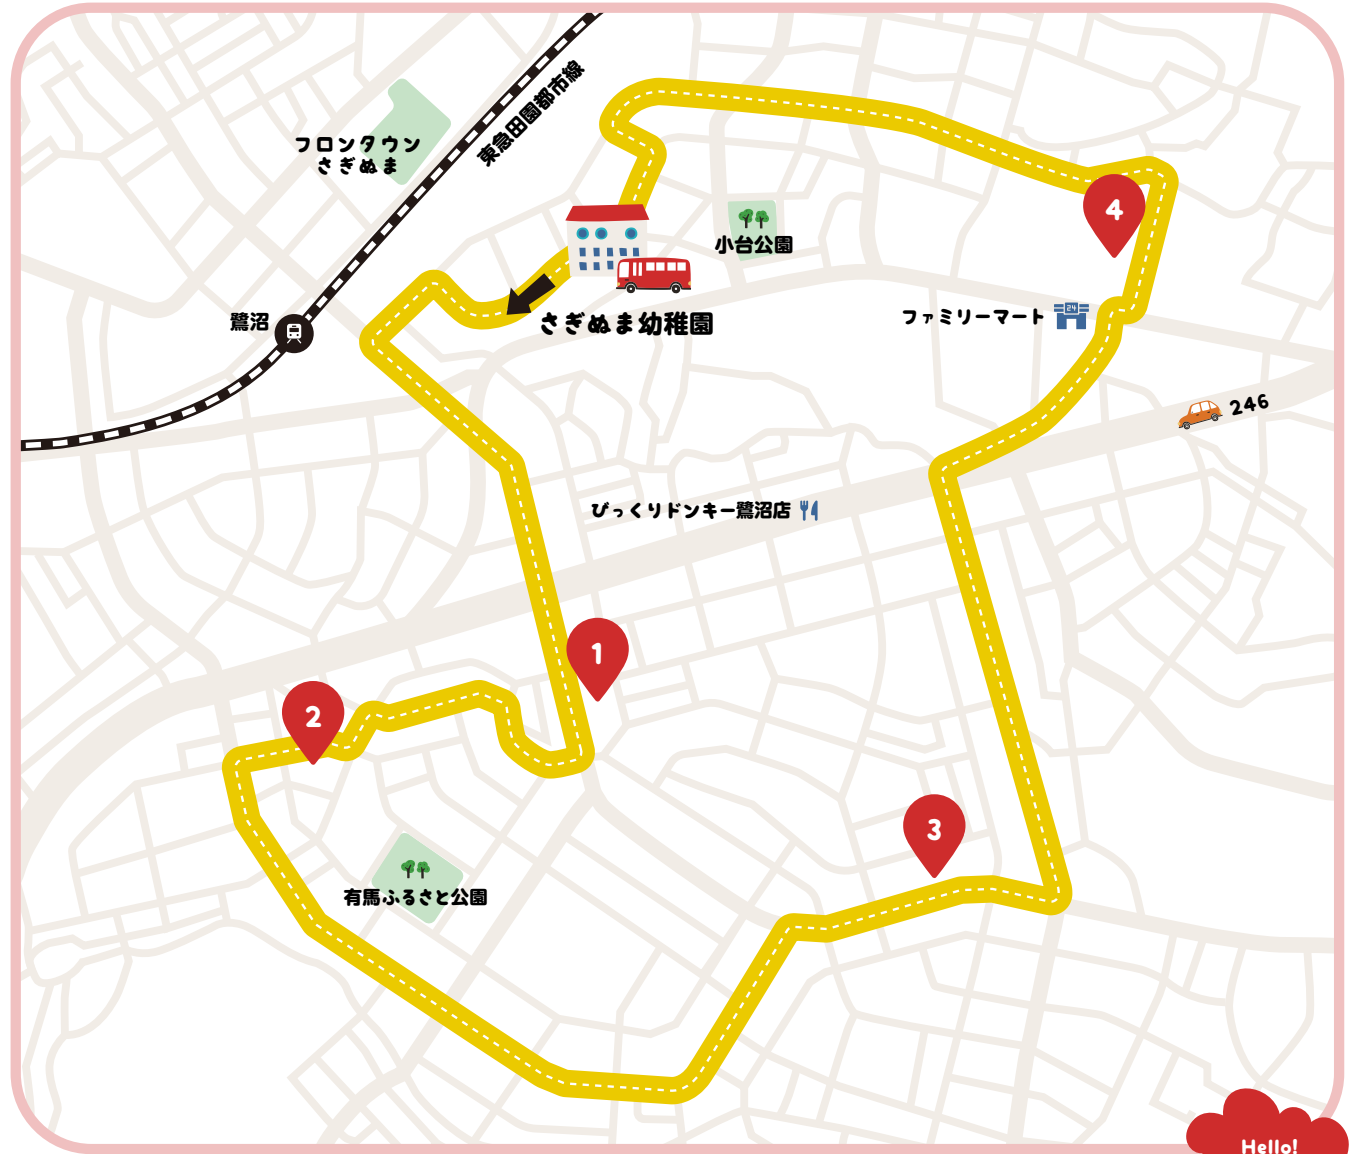 東急田園都市線
フロンタウン
さぎぬま
4
小台公園
鷺沼
さぎぬま幼稚園
ファミリーマート
24
246
びっくりドンキー鷺沼店
1
2
3
有馬ふるさと公園
Hello!